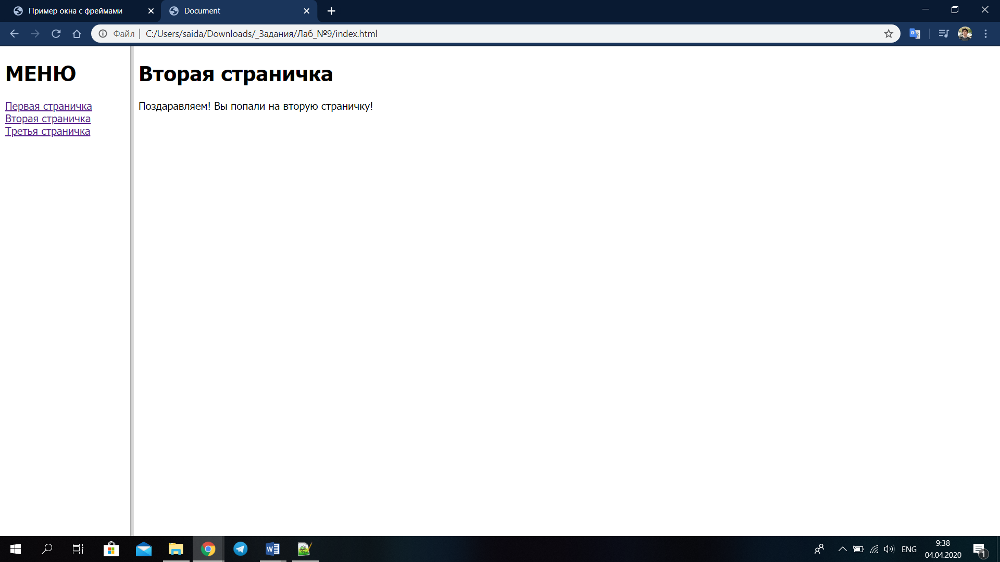 Пример окна с фреймами
Document
Файл
C:/Users/saida/Downloads/_Задания/Лаб_№9/index.html
МЕНЮ
Первая страничка
Вторая страничка
Третья страничка
Вторая страничка
Поздаравляем! Вы попали на вторую страничку!
ENG
9:38
04.04.2020
1